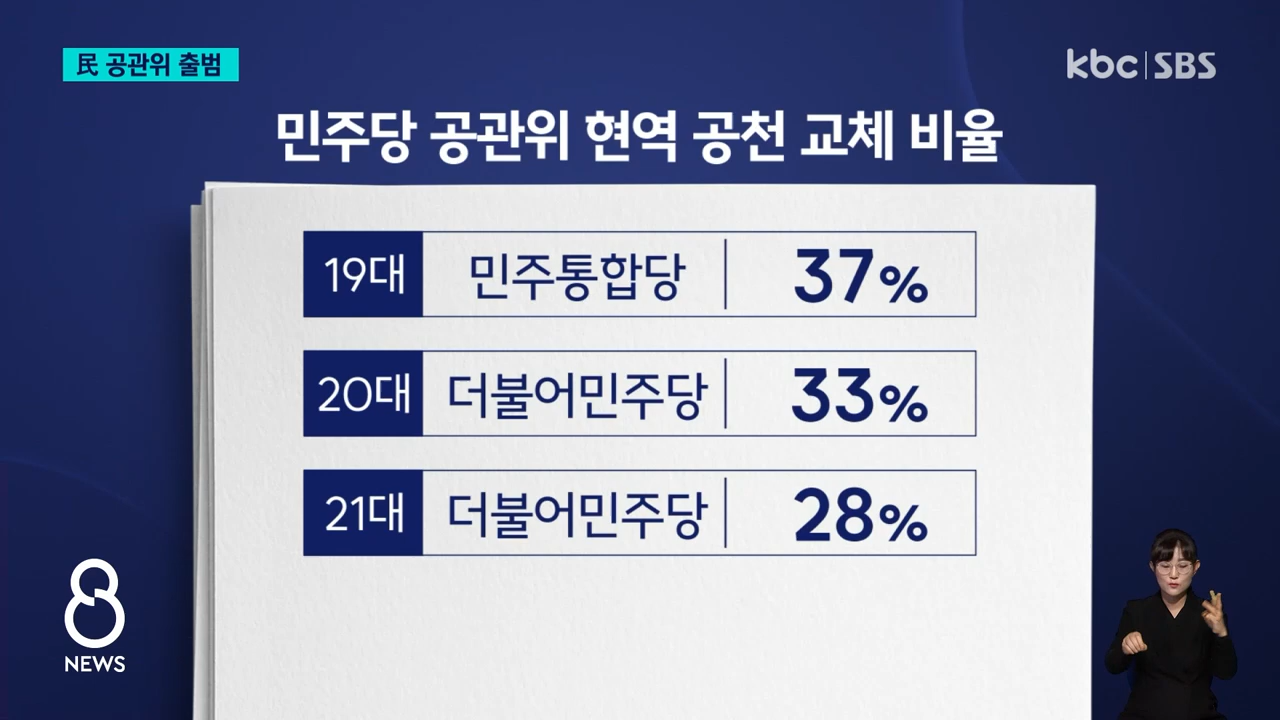 民 공관위 출범
kbc SBS
민주당 공관위 현역 공천 교체 비율
19대 민주통합당 37%
20대 더불어민주당 33%
21대 더불어민주당 28%
8
NEWS